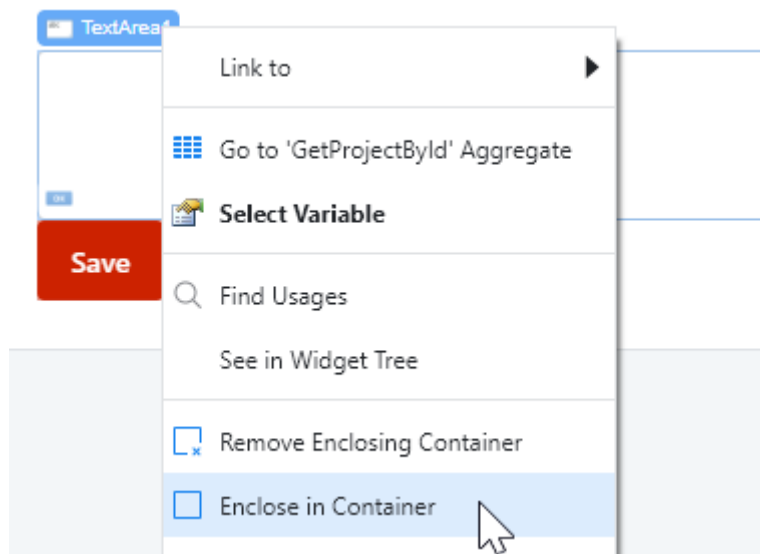 TextArea1
Link to
Go to 'GetProjectById' Aggregate
Select Variable
Save
Find Usages
See in Widget Tree
Remove Enclosing Container
Enclose in Container